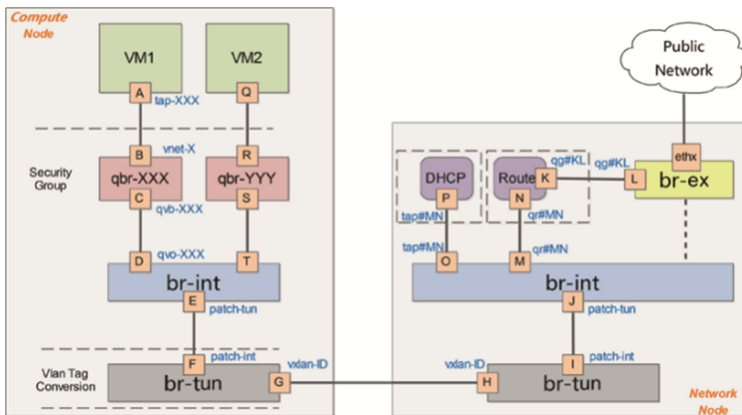 Compute
Node
VM1
VM2
A
Q
tap-XXX
Security
Group
B
vnet-X
R
qbr-XXX
qbr-YYY
C
qvb-XXX
S
D
qvo-XXX
T
br-int
E
patch-tun
Vlan Tag
Conversion
F
patch-int
br-tun
G
vxlan-ID
Public
Network
ethx
DHCP
Route
K
qg#KL
qg#KL
L
br-ex
P
N
tap#MN
qr#MN
tap#MN
qr#MN
O
M
br-int
J
patch-tun
vxlan-ID
H
I
patch-int
br-tun
Network
Node